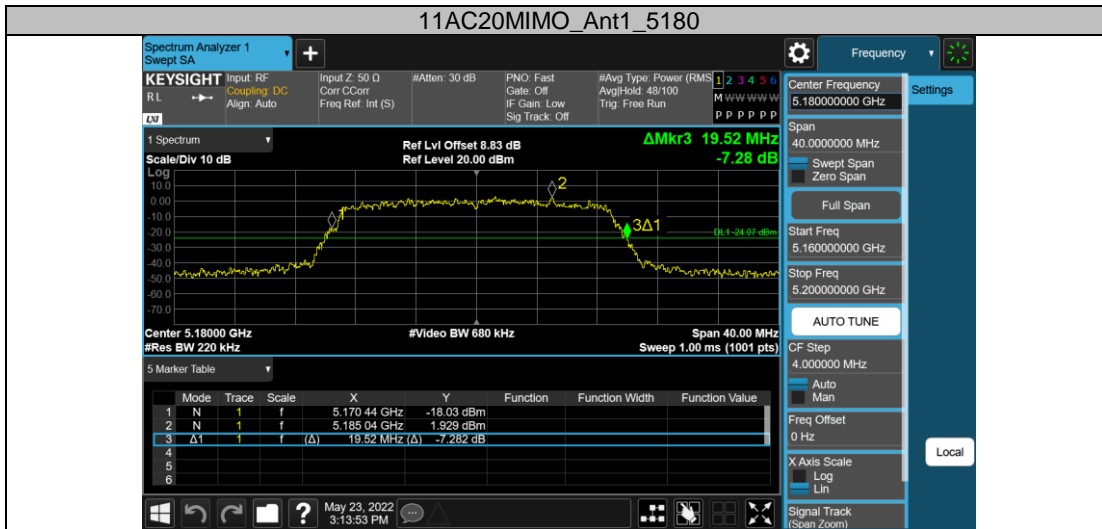 11AC20MIMO_Ant1_5180
Spectrum Analyzer 1
Swept SA
Frequency
KEYSIGHT
RL
LXI
Input: RF
Coupling: DC
Align: Auto
Input Z: 50 Ω
Corr CCorr
Freq Ref: Int (S)
#Atten: 30 dB
PNO: Fast
Gate: Off
IF Gain: Low
Sig Track: Off
#Avg Type: Power (RMS
Avg|Hold: 48/100
Trig: Free Run
1 2 3 4 5 6
M W W W W W
P P P P P P
1 Spectrum
Scale/Div 10 dB
Ref Lvl Offset 8.83 dB
Ref Level 20.00 dBm
ΔMkr3 19.52 MHz
-7.28 dB
Log
10.0
0.00
-10.0
-20.0
-30.0
-40.0
-50.0
-60.0
-70.0
1
2
3Δ1
DL1 -24.07 dBm
Center 5.18000 GHz
#Res BW 220 kHz
#Video BW 680 kHz
Span 40.00 MHz
Sweep 1.00 ms (1001 pts)
5 Marker Table
Mode Trace Scale X Y Function Function Width Function Value
1 N 1 f 5.170 44 GHz -18.03 dBm
2 N 1 f 5.185 04 GHz 1.929 dBm
3 Δ1 1 f (Δ) 19.52 MHz (Δ) -7.282 dB
4
5
6
May 23, 2022
3:13:53 PM
Center Frequency
5.180000000 GHz
Span
40.0000000 MHz
Swept Span
Zero Span
Full Span
Start Freq
5.160000000 GHz
Stop Freq
5.200000000 GHz
AUTO TUNE
CF Step
4.000000 MHz
Auto
Man
Freq Offset
0 Hz
X Axis Scale
Log
Lin
Signal Track
(Span Zoom)
Settings
Local